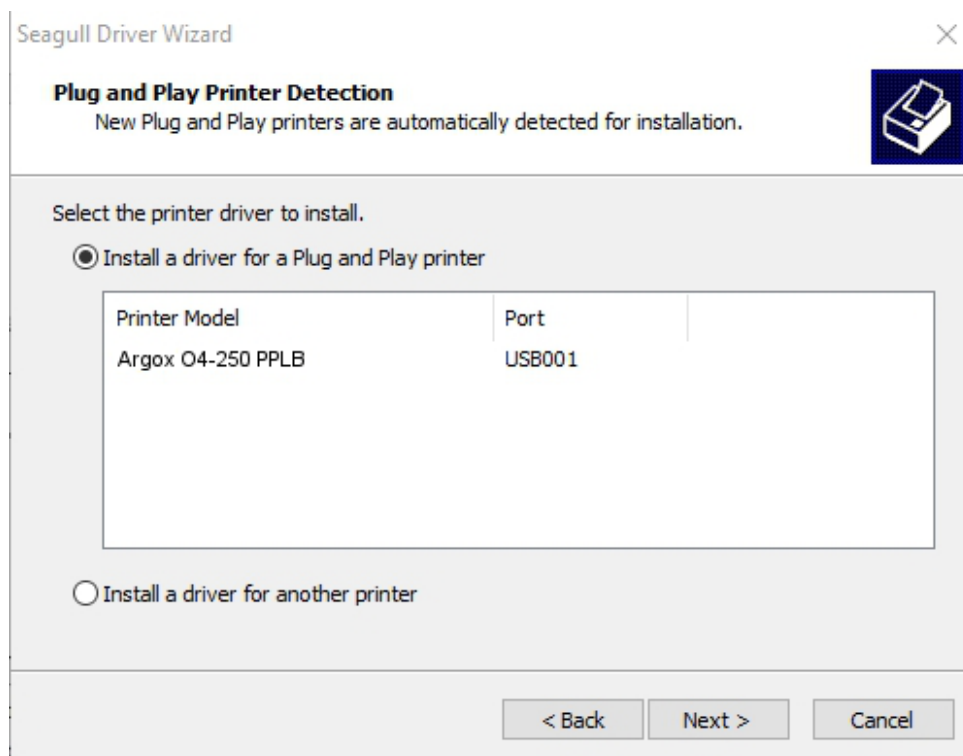 Seagull Driver Wizard
Plug and Play Printer Detection
New Plug and Play printers are automatically detected for installation.
Select the printer driver to install.
Install a driver for a Plug and Play printer
Printer Model Port
Argox O4-250 PPLB USB001
Install a driver for another printer
< Back Next > Cancel